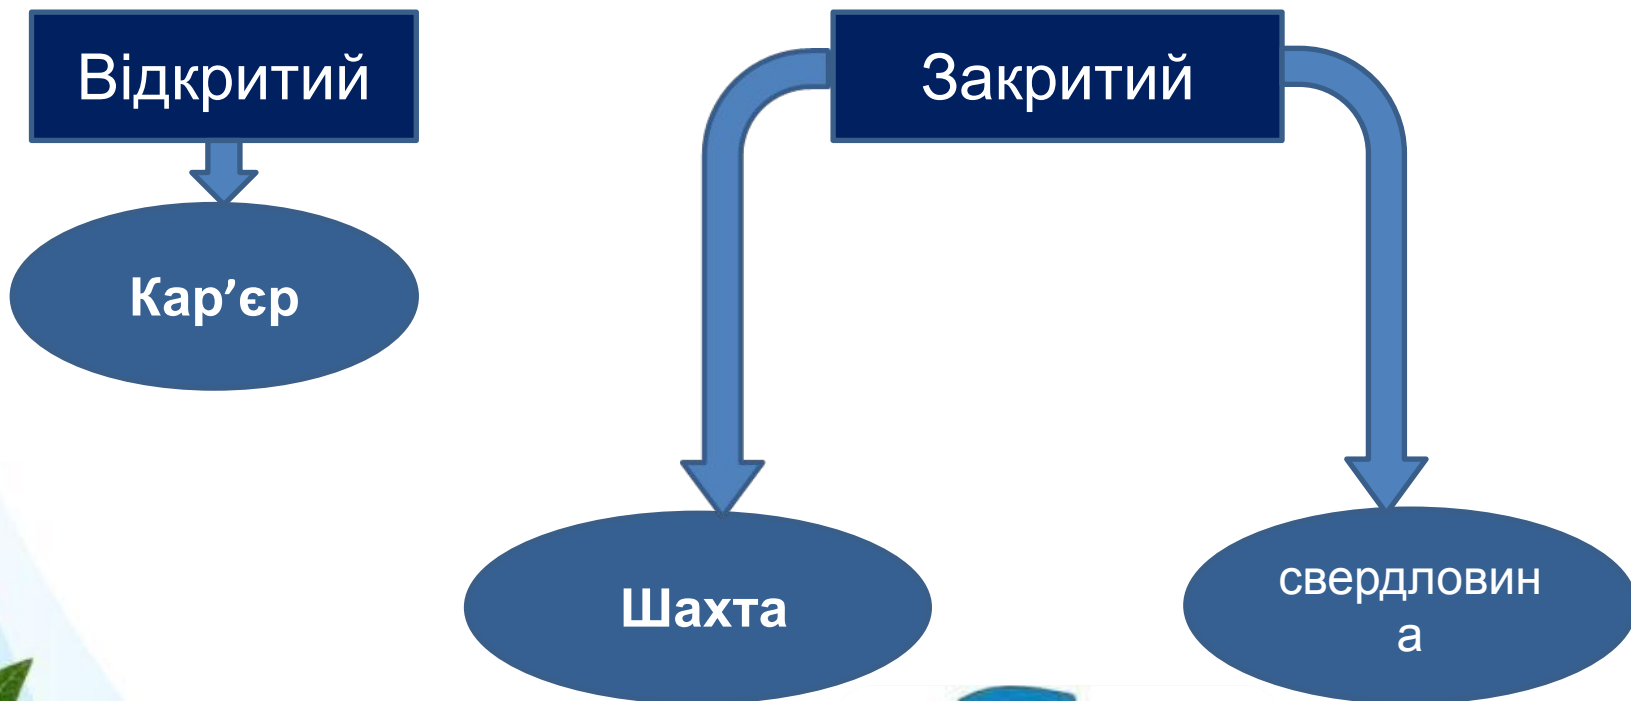 Відкритий
Закритий
Кар′єр
Шахта
свердловин
а